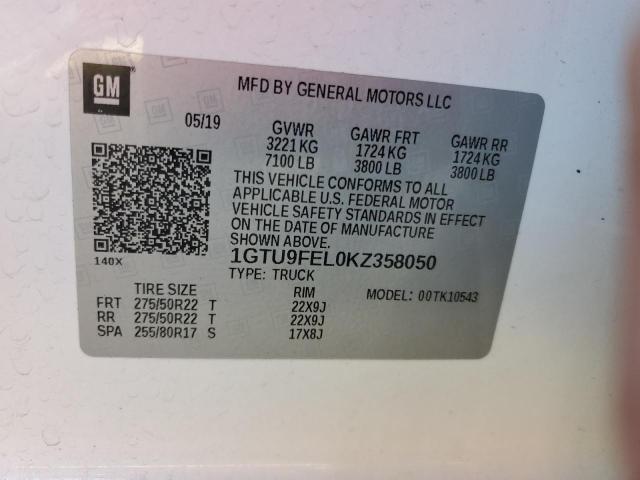 GM
MFD BY GENERAL MOTORS LLC
05/19 GVWR GAWR FRT GAWR RR
3221 KG 1724 KG 1724 KG
7100 LB 3800 LB 3800 LB
THIS VEHICLE CONFORMS TO ALL
APPLICABLE U.S. FEDERAL MOTOR
VEHICLE SAFETY STANDARDS IN EFFECT
ON THE DATE OF MANUFACTURE
SHOWN ABOVE.
140X
1GTU9FEL0KZ358050
TYPE: TRUCK
TIRE SIZE RIM MODEL: 00TK10543
FRT 275/50R22 T 22X9J
RR 275/50R22 T 22X9J
SPA 255/80R17 S 17X8J